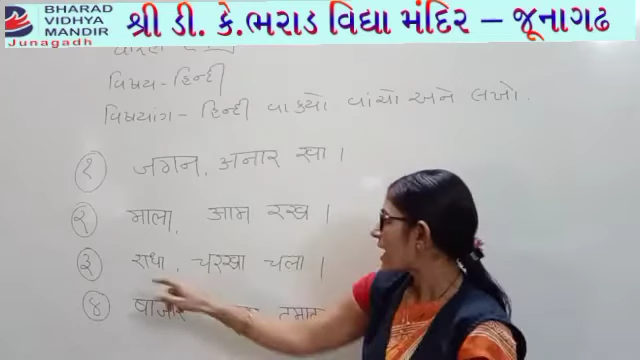 BHARAD
VIDHYA
MANDIR
Junagadh
શ્રી ડી. કે.ભરાડ વિદ્યા મંદિર – જૂનાગઢ
વિષય - હિન્દી
વિષયાંગ - હિન્દી વાક્યો વાંચો અને લખો.
१ जगन, अनार खा ।
२ माला, आम रख ।
३ राधा, चरखा चला ।
४ बाजार